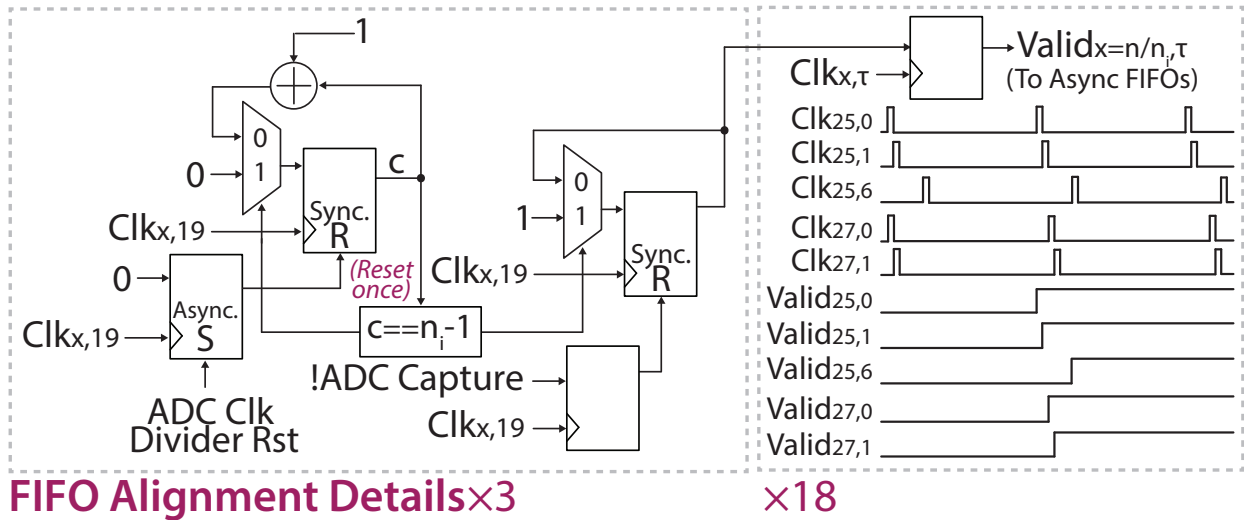 1
0
1
0
c
Sync.
R
Clkx,19
(Reset
once)
0
Async.
S
Clkx,19
ADC Clk
Divider Rst
c==ni-1
0
1
1
Sync.
R
Clkx,19
!ADC Capture
Clkx,19
Clkx,τ
Validx=n/ni,τ
(To Async FIFOs)
Clk25,0
Clk25,1
Clk25,6
Clk27,0
Clk27,1
Valid25,0
Valid25,1
Valid25,6
Valid27,0
Valid27,1
FIFO Alignment Details×3
×18